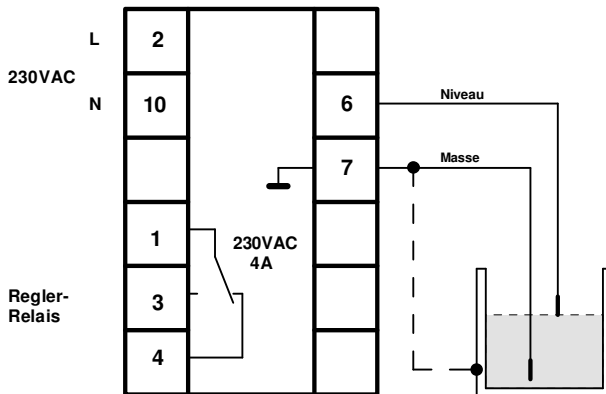 L
2
230VAC
N
10
6
Niveau
7
Masse
1
230VAC
4A
Regler-
Relais
3
4